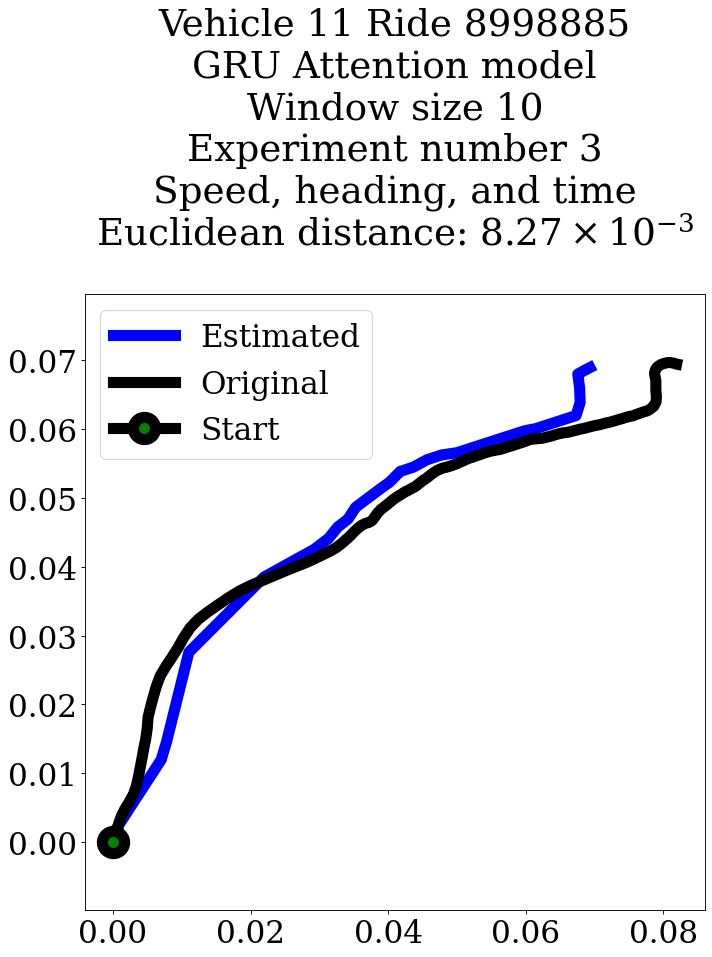 Vehicle 11 Ride 8998885
GRU Attention model
Window size 10
Experiment number 3
Speed, heading, and time
Euclidean distance: 8.27 × 10⁻³
Estimated
Original
Start
0.07
0.06
0.05
0.04
0.03
0.02
0.01
0.00
0.00 0.02 0.04 0.06 0.08